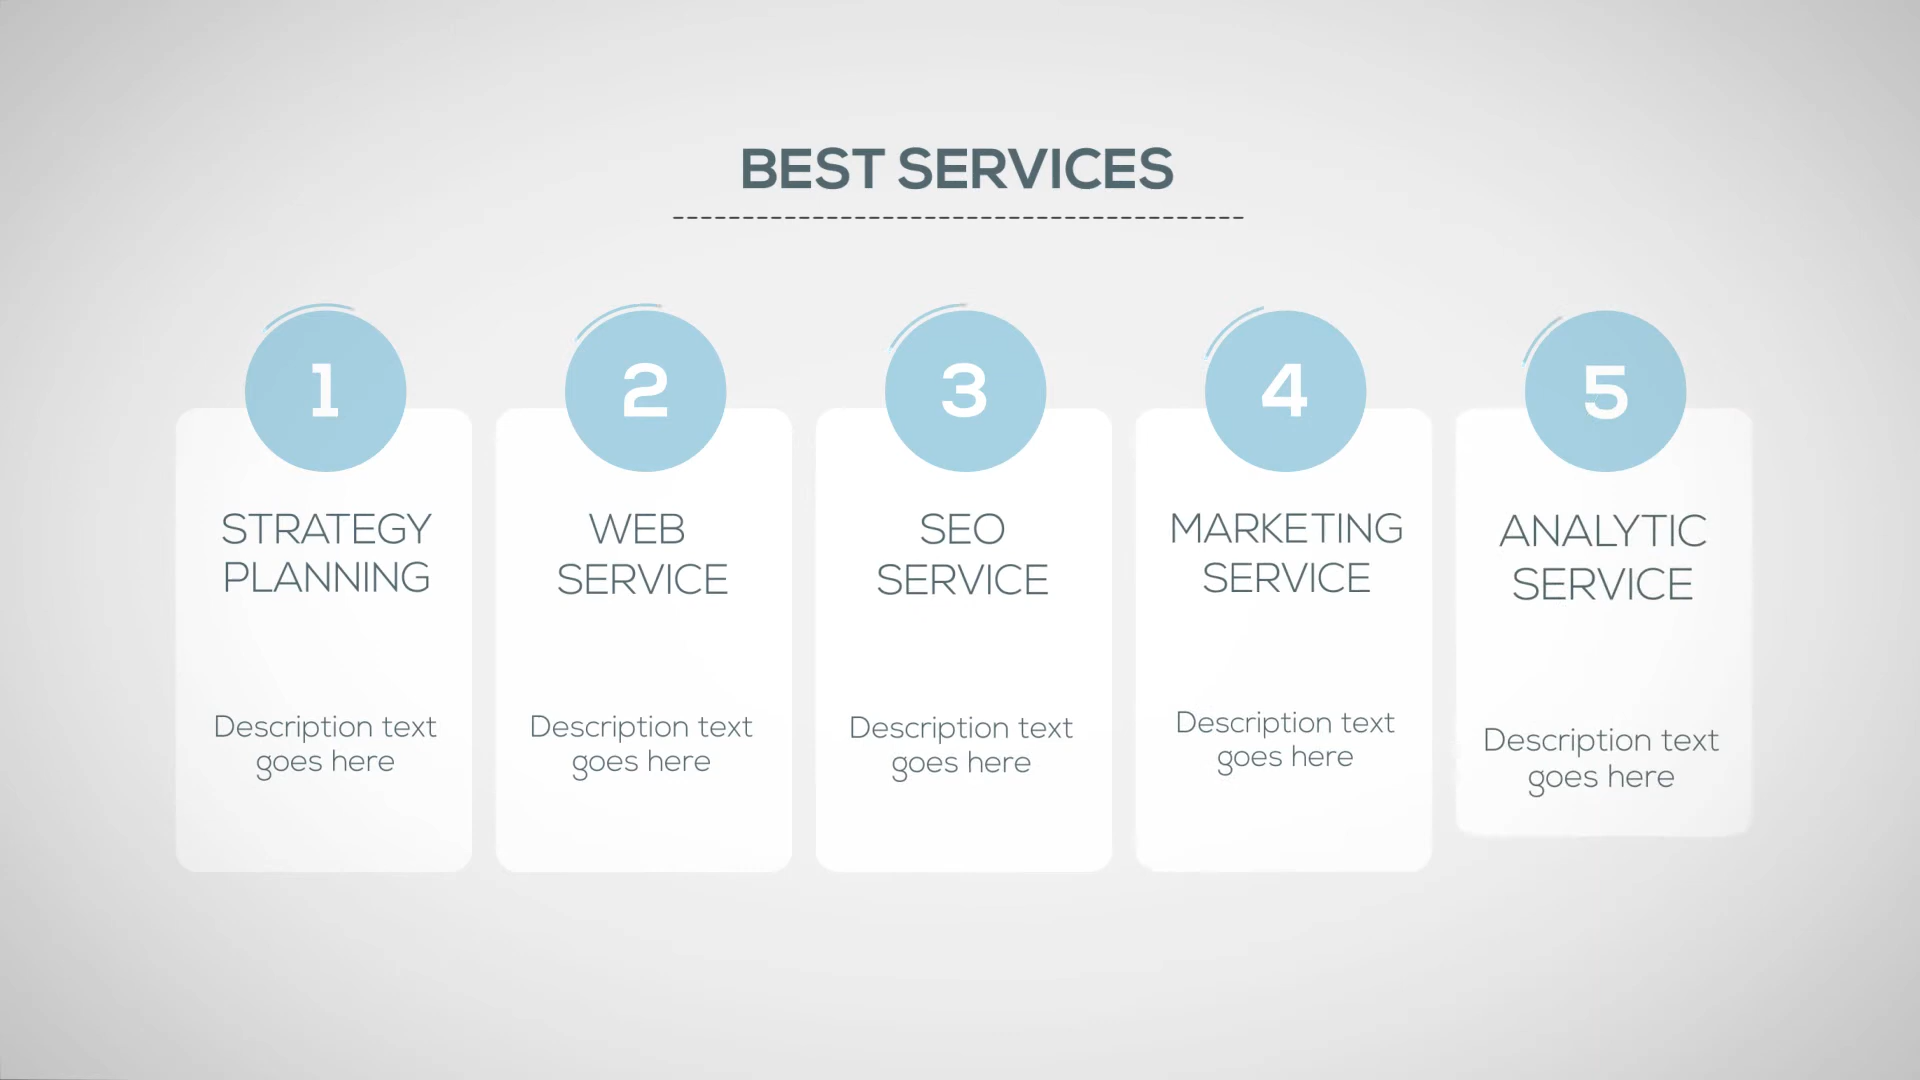 BEST SERVICES
1
STRATEGY
PLANNING
Description text
goes here
2
WEB
SERVICE
Description text
goes here
3
SEO
SERVICE
Description text
goes here
4
MARKETING
SERVICE
Description text
goes here
5
ANALYTIC
SERVICE
Description text
goes here